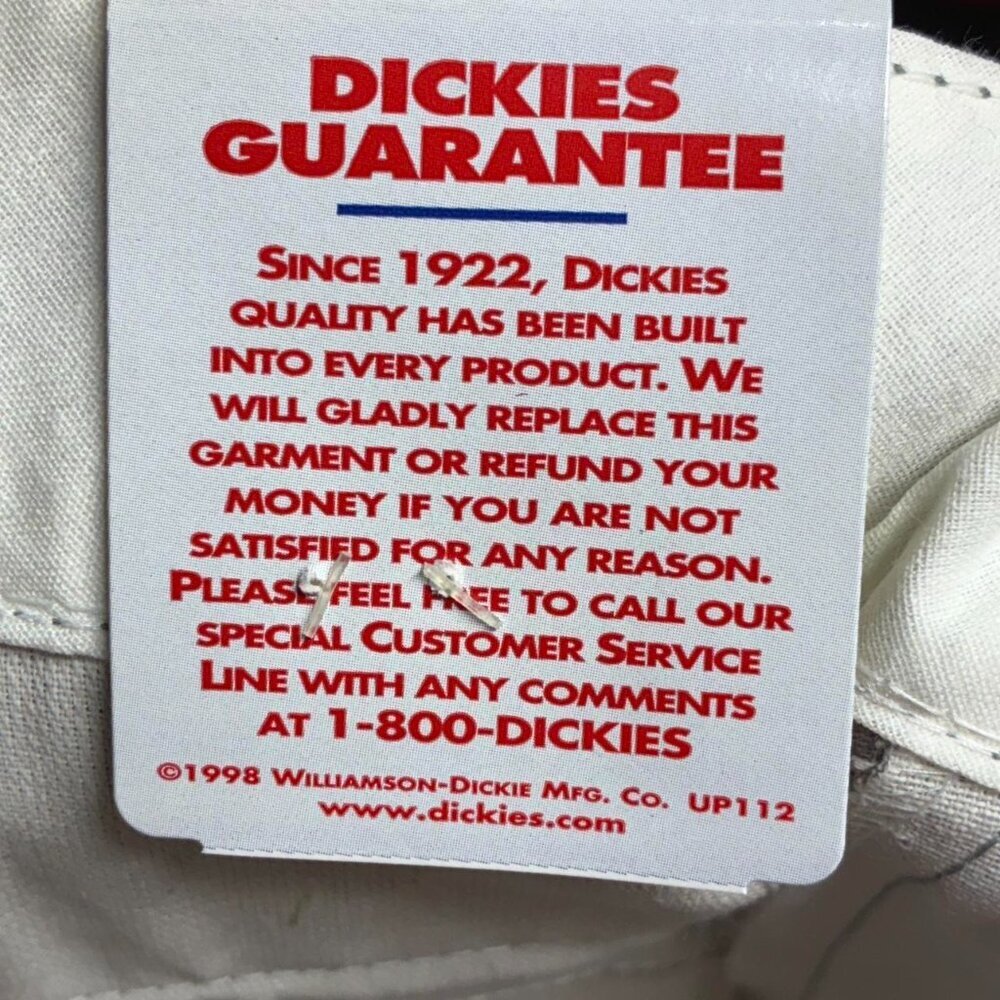 DICKIES
GUARANTEE
SINCE 1922, DICKIES
QUALITY HAS BEEN BUILT
INTO EVERY PRODUCT. WE
WILL GLADLY REPLACE THIS
GARMENT OR REFUND YOUR
MONEY IF YOU ARE NOT
SATISFIED FOR ANY REASON.
PLEASE FEEL FREE TO CALL OUR
SPECIAL CUSTOMER SERVICE
LINE WITH ANY COMMENTS
AT 1-800-DICKIES
©1998 WILLIAMSON-DICKIE MFG. CO. UP112
www.dickies.com